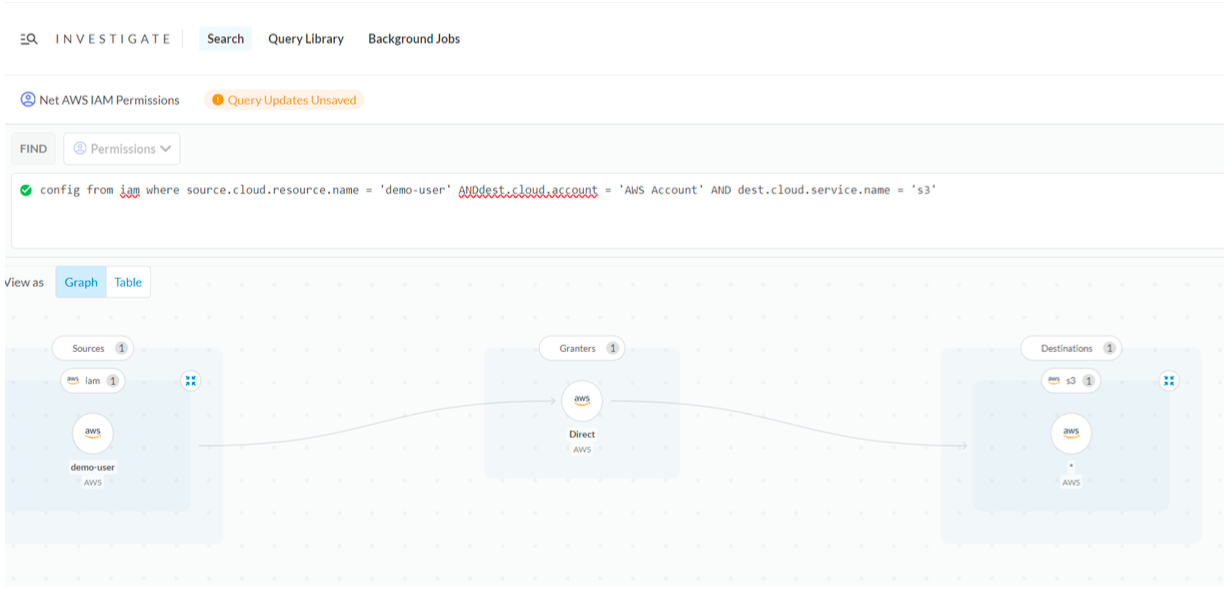 INVESTIGATE Search Query Library Background Jobs
Net AWS IAM Permissions Query Updates Unsaved
FIND Permissions
config from iam where source.cloud.resource.name = 'demo-user' ANDdest.cloud.account = 'AWS Account' AND dest.cloud.service.name = 's3'
View as Graph Table
Sources 1 Granters 1 Destinations 1
aws iam 1 aws s3 1
aws aws aws
demo-user Direct *
AWS AWS AWS